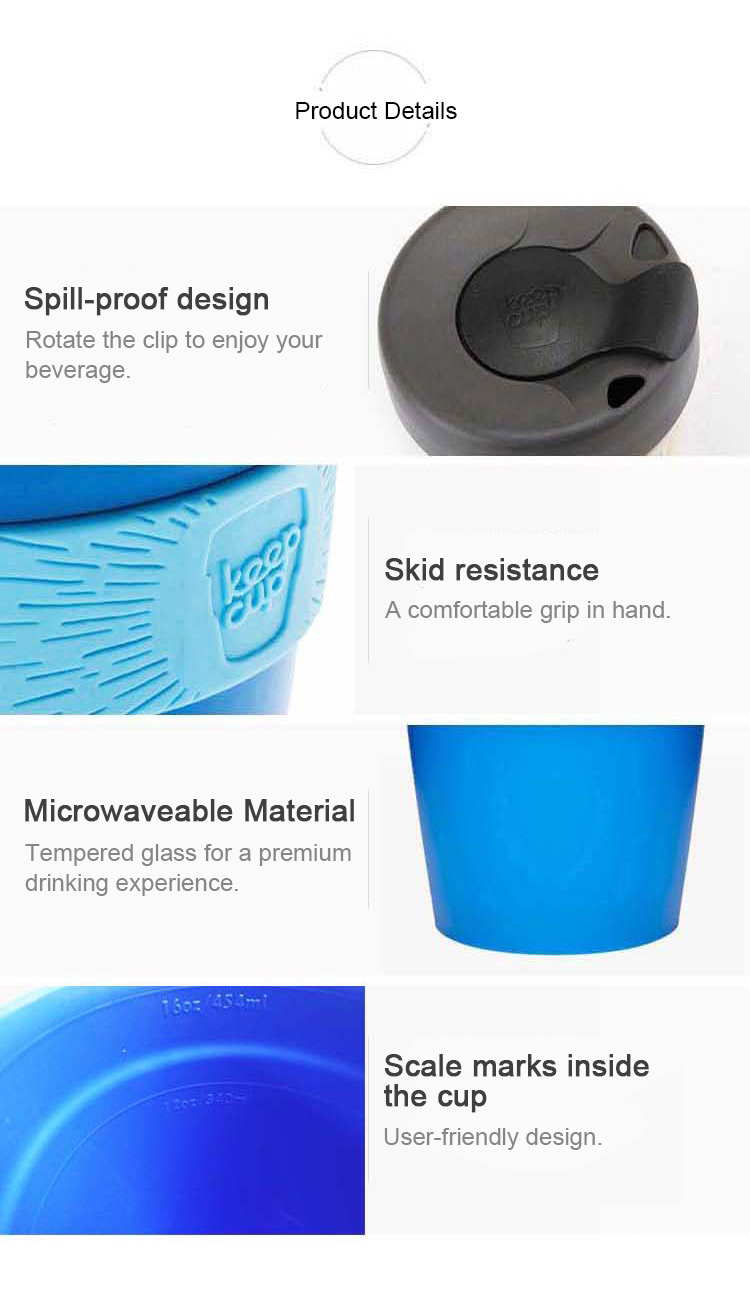 Product Details
Spill-proof design
Rotate the clip to enjoy your
beverage.
keep
cup
keep
cup
Skid resistance
A comfortable grip in hand.
Microwaveable Material
Tempered glass for a premium
drinking experience.
16oz/454ml
12oz/340ml
Scale marks inside
the cup
User-friendly design.